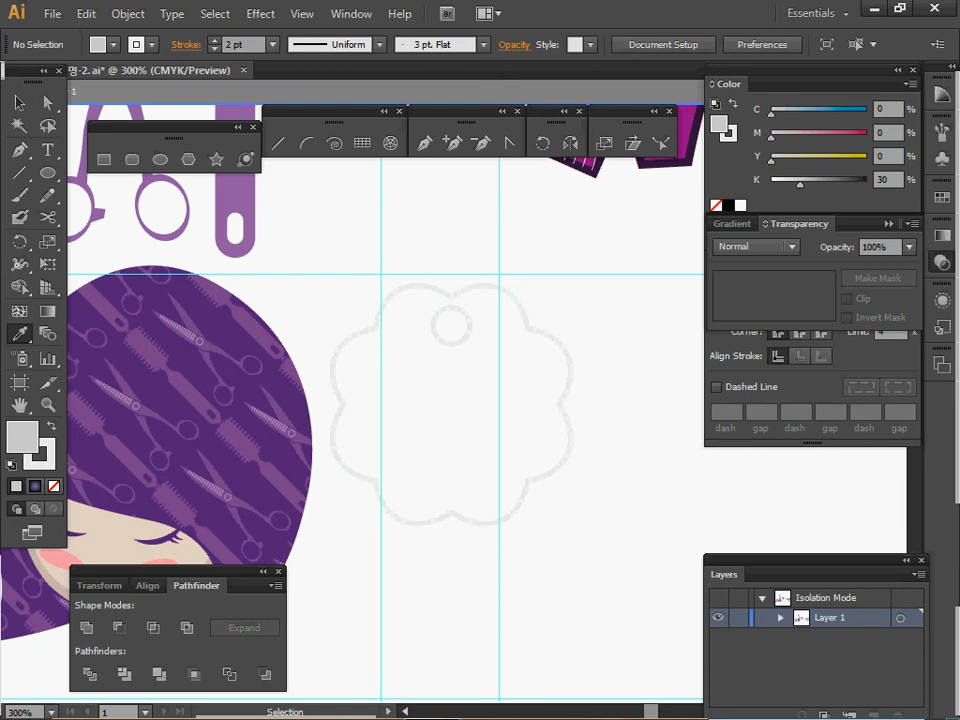 Ai File Edit Object Type Select Effect View Window Help Br Essentials
No Selection Stroke: 2 pt Uniform 3 pt. Flat Opacity Style: Document Setup Preferences
명-2.ai* @ 300% (CMYK/Preview)
1
Color
C 0 %
M 0 %
Y 0 %
K 30 %
Gradient Transparency
Normal Opacity: 100%
Make Mask
Clip
Invert Mask
Limit:
Align Stroke:
Dashed Line
dash gap dash gap dash gap
Layers
Isolation Mode
Layer 1
Transform Align Pathfinder
Shape Modes:
Expand
Pathfinders:
300% 1 Selection